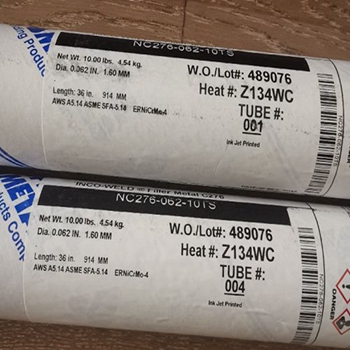 NC276-062-10TS
Net Wt. 10.00 lbs. 4.54 kg.
Dia. 0.062 IN. 1.60 MM
Length: 36 in. 914 MM
AWS A5.14 ASME SFA-5.14 ERNiCrMo-4
W.O./Lot#: 489076
Heat #: Z134WC
TUBE #:
001
Ink Jet Printed
INCO-WELD ® Filler Metal C276
NC276-062-10TS
Net Wt. 10.00 lbs. 4.54 kg.
Dia. 0.062 IN. 1.60 MM
Length: 36 in. 914 MM
AWS A5.14 ASME SFA-5.14 ERNiCrMo-4
W.O./Lot#: 489076
Heat #: Z134WC
TUBE #:
004
Ink Jet Printed
DANGER